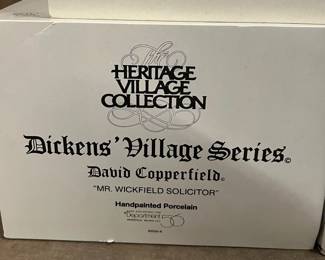 The
HERITAGE
VILLAGE
COLLECTION
Dickens' Village Series©
David Copperfield©
"MR. WICKFIELD SOLICITOR"
Handpainted Porcelain
Department 56